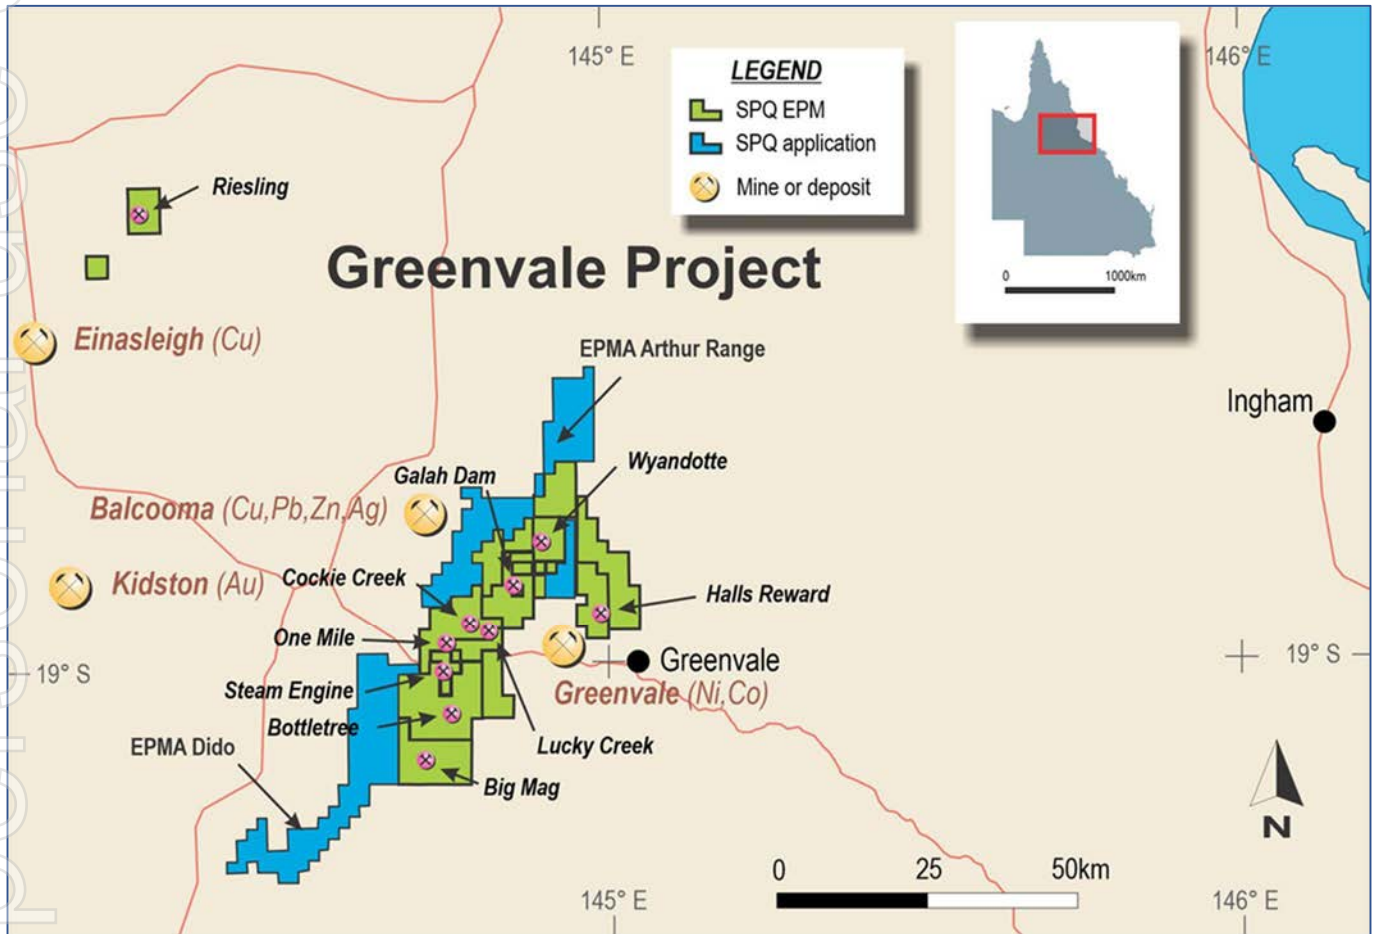 145° E
146° E
LEGEND
SPQ EPM
SPQ application
Mine or deposit
0 1000km
Riesling
Greenvale Project
Einasleigh (Cu)
EPMA Arthur Range
Ingham
Wyandotte
Galah Dam
Balcooma (Cu,Pb,Zn,Ag)
Kidston (Au)
Cockie Creek
Halls Reward
One Mile
Greenvale
19° S
19° S
Steam Engine
Greenvale (Ni,Co)
Bottletree
EPMA Dido
Lucky Creek
Big Mag
N
0 25 50km
145° E
146° E